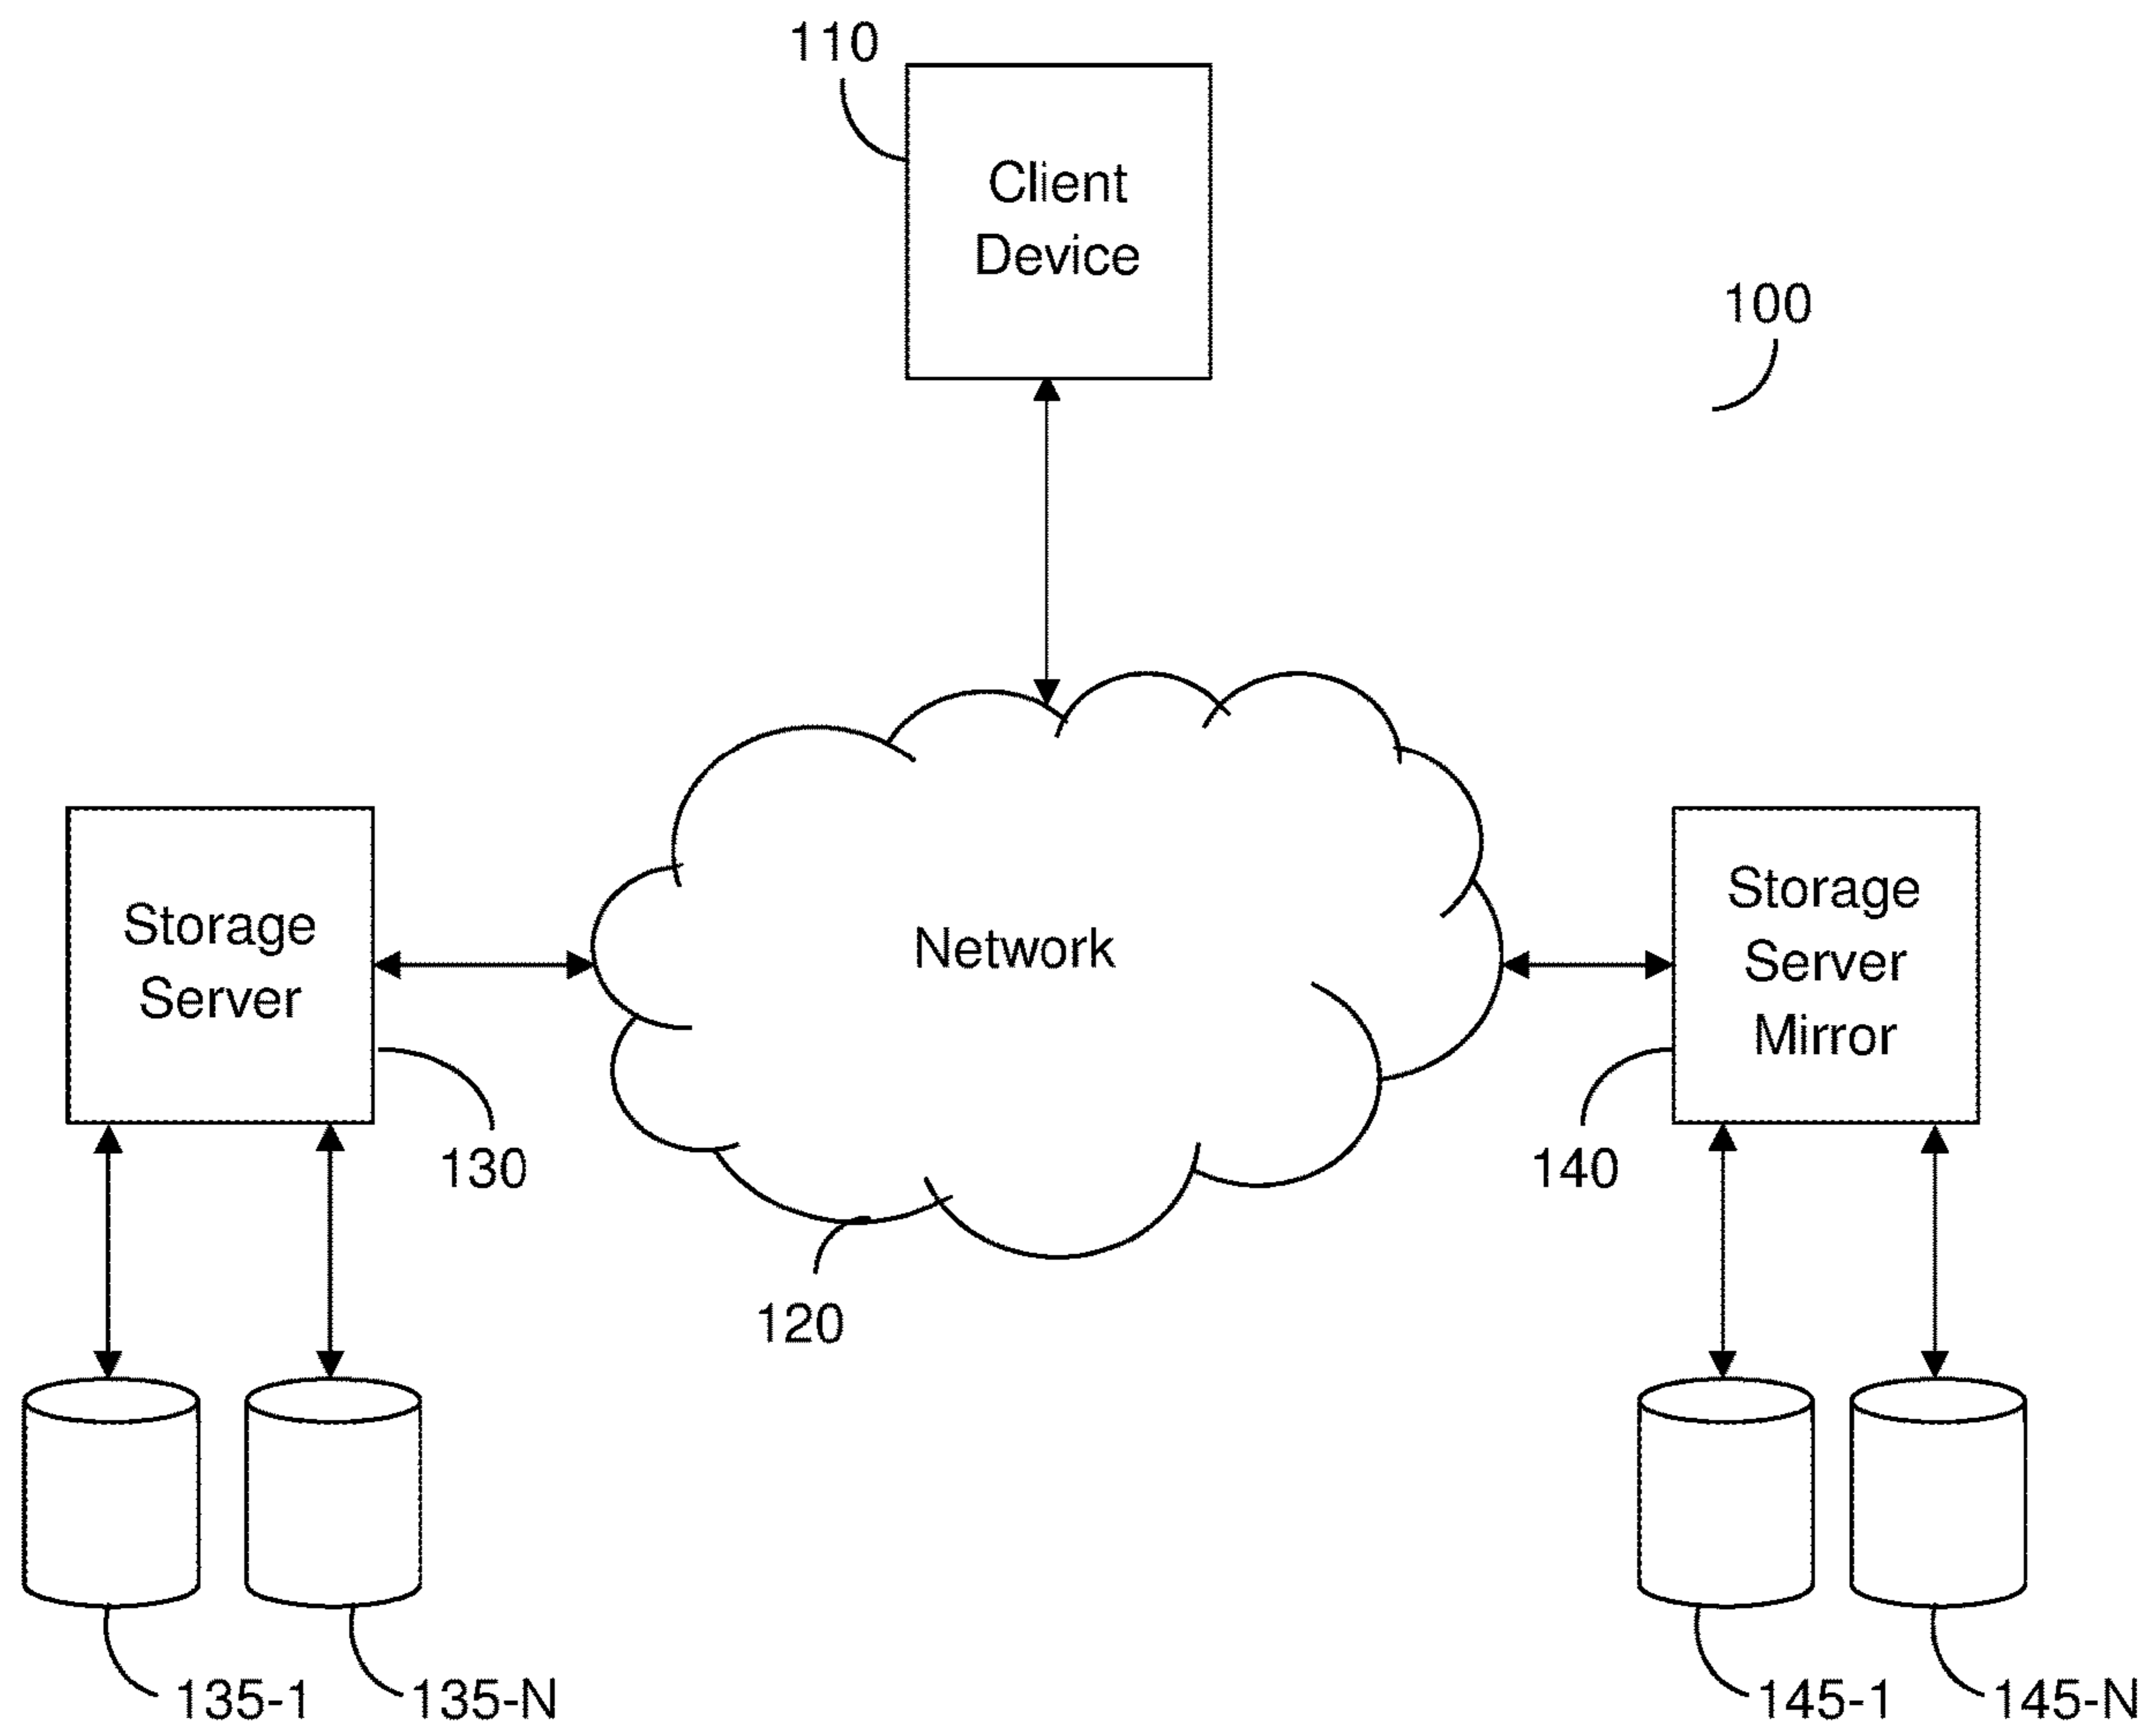 110
Client
Device
100
Storage
Server
Network
Storage
Server
Mirror
130
140
120
135-1
135-N
145-1
145-N